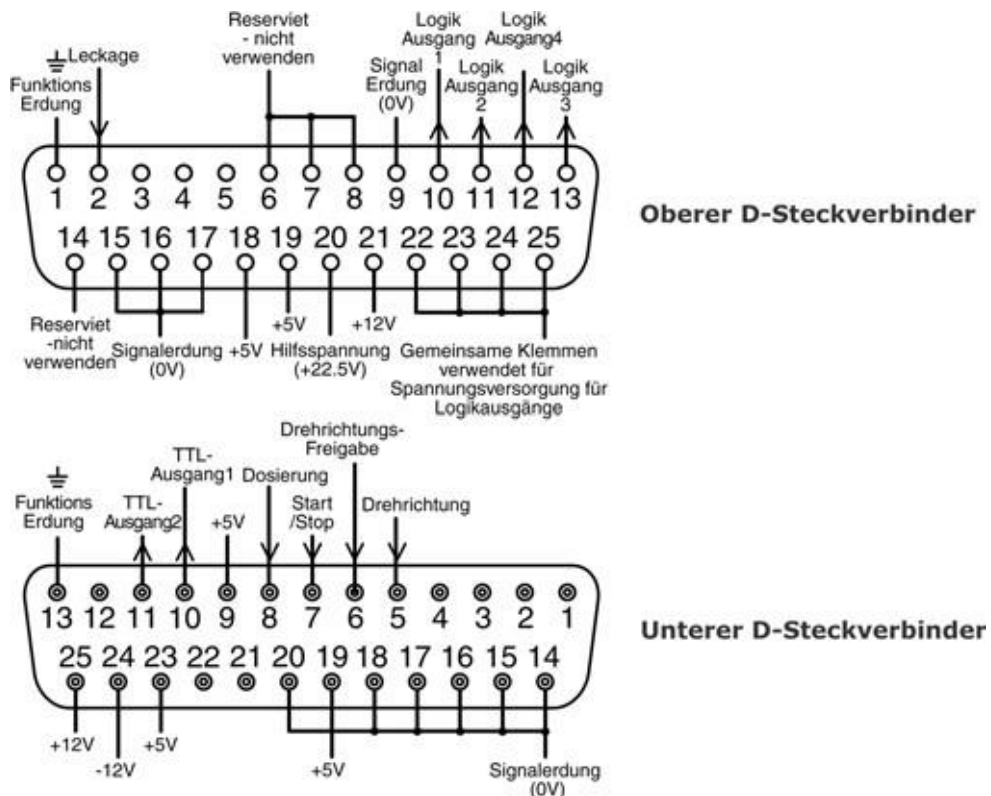 Reserviet
- nicht
verwenden
Logik
Ausgang
1
Logik
Ausgang4
Leckage
Funktions
Erdung
Signal
Erdung
(0V)
Logik
Ausgang
2
Logik
Ausgang
3
1 2 3 4 5 6 7 8 9 10 11 12 13
14 15 16 17 18 19 20 21 22 23 24 25
Oberer D-Steckverbinder
Reserviet
-nicht
verwenden
Signalerdung
(0V)
+5V
+5V
Hilfsspannung
(+22.5V)
+12V
Gemeinsame Klemmen
verwendet für
Spannungsversorgung für
Logikausgänge
Drehrichtungs-
Freigabe
TTL-
Ausgang1
Dosierung
Funktions
Erdung
TTL-
Ausgang2
+5V
Start
/Stop
Drehrichtung
13 12 11 10 9 8 7 6 5 4 3 2 1
25 24 23 22 21 20 19 18 17 16 15 14
Unterer D-Steckverbinder
+12V
-12V
+5V
+5V
Signalerdung
(0V)